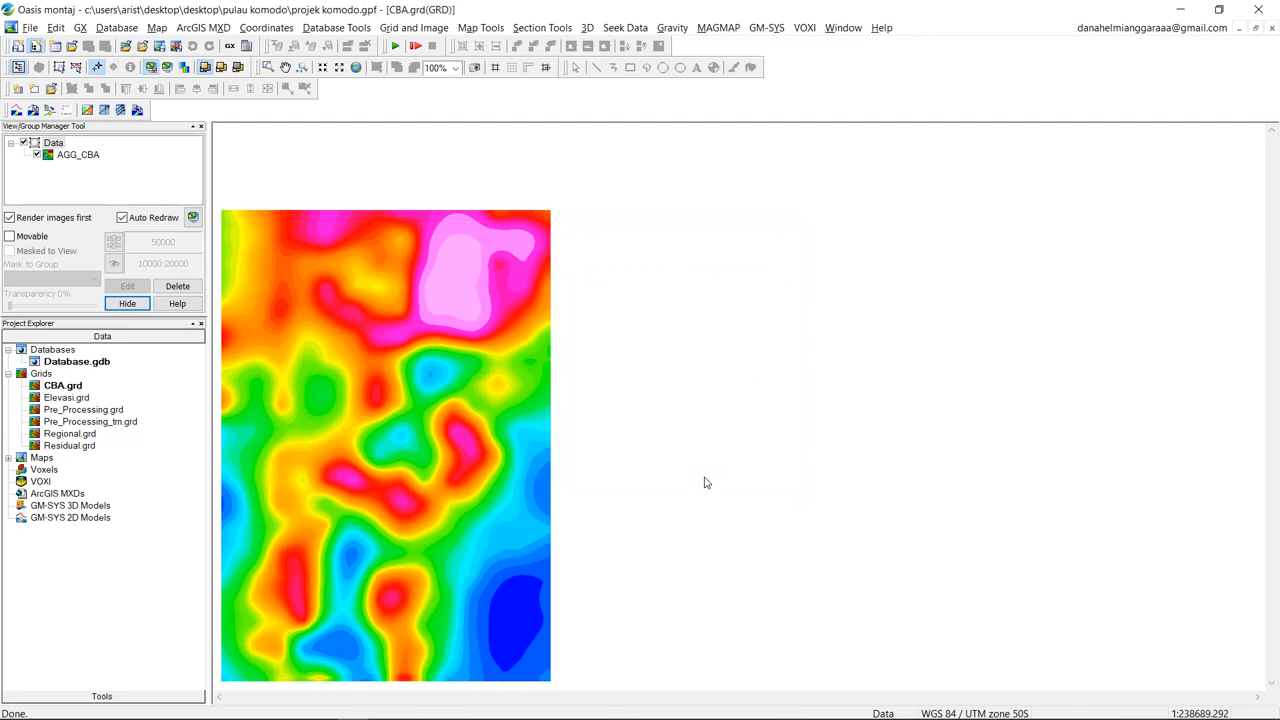 Oasis montaj - c:\users\arist\desktop\desktop\pulau komodo\projek komodo.gpf - [CBA.grd(GRD)]
File Edit GX Database Map ArcGIS MXD Coordinates Database Tools Grid and Image Map Tools Section Tools 3D Seek Data Gravity MAGMAP GM-SYS VOXI Window Help danahelmianggaraaa@gmail.com
GX
100%
View/Group Manager Tool
Data
AGG_CBA
Render images first Auto Redraw
Movable 50000
Masked to View
Mask to Group 10000:20000
Edit Delete
Transparency 0%
Hide Help
Project Explorer
Data
Databases
Database.gdb
Grids
CBA.grd
Elevasi.grd
Pre_Processing.grd
Pre_Processing_trn.grd
Regional.grd
Residual.grd
Maps
Voxels
VOXI
ArcGIS MXDs
GM-SYS 3D Models
GM-SYS 2D Models
Tools
Done. Data WGS 84 / UTM zone 50S 1:238689.292